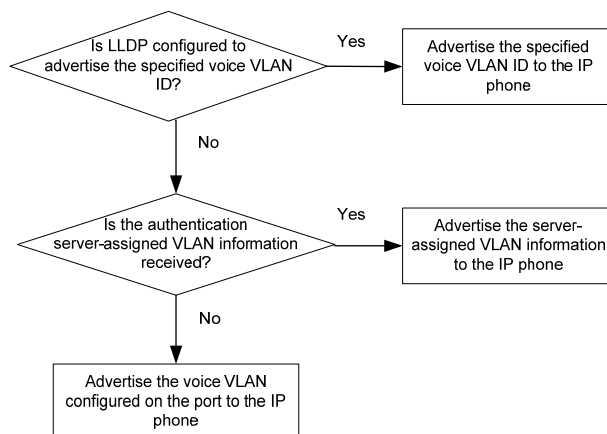 Is LLDP configured to
advertise the specified voice VLAN
ID?
Yes
Advertise the specified
voice VLAN ID to the IP
phone
No
Is the authentication
server-assigned VLAN information
received?
Yes
Advertise the server-
assigned VLAN information
to the IP phone
No
Advertise the voice VLAN
configured on the port to the IP
phone